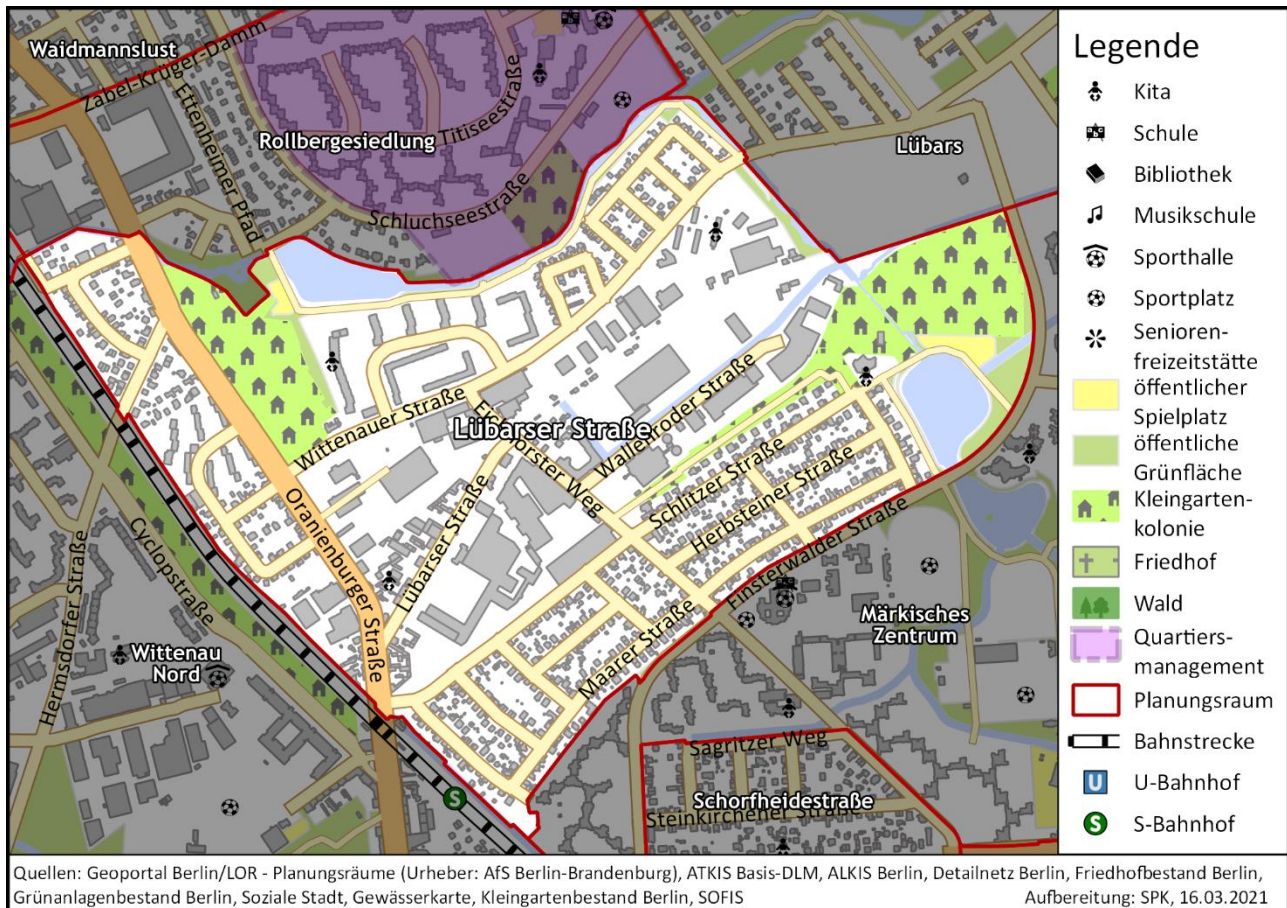 Waidmannslust
Zabel-Krüger-Damm
Ettenheimer Pfad
Rollbergesiedlung
Titiseestraße
Schluchseestraße
Lübars
Wittenauer Straße
Lübarser Straße
Eichhorster Weg
Wallenroder Straße
Oranienburger Straße
Lübarser Straße
Schlitzer Straße
Herbsteiner Straße
Finsterwalder Straße
Maarer Straße
Cyclopstraße
Hermsdorfer Straße
Wittenau
Nord
Märkisches
Zentrum
Sagritzer Weg
Schorfheidestraße
Steinkirchener Straße
S
Legende
Kita
Schule
Bibliothek
Musikschule
Sporthalle
Sportplatz
Senioren-
freizeitstätte
öffentlicher
Spielplatz
öffentliche
Grünfläche
Kleingarten-
kolonie
Friedhof
Wald
Quartiers-
management
Planungsraum
Bahnstrecke
U U-Bahnhof
S S-Bahnhof
Quellen: Geoportal Berlin/LOR - Planungsräume (Urheber: AfS Berlin-Brandenburg), ATKIS Basis-DLM, ALKIS Berlin, Detailnetz Berlin, Friedhofbestand Berlin,
Grünanlagenbestand Berlin, Soziale Stadt, Gewässerkarte, Kleingartenbestand Berlin, SOFIS Aufbereitung: SPK, 16.03.2021